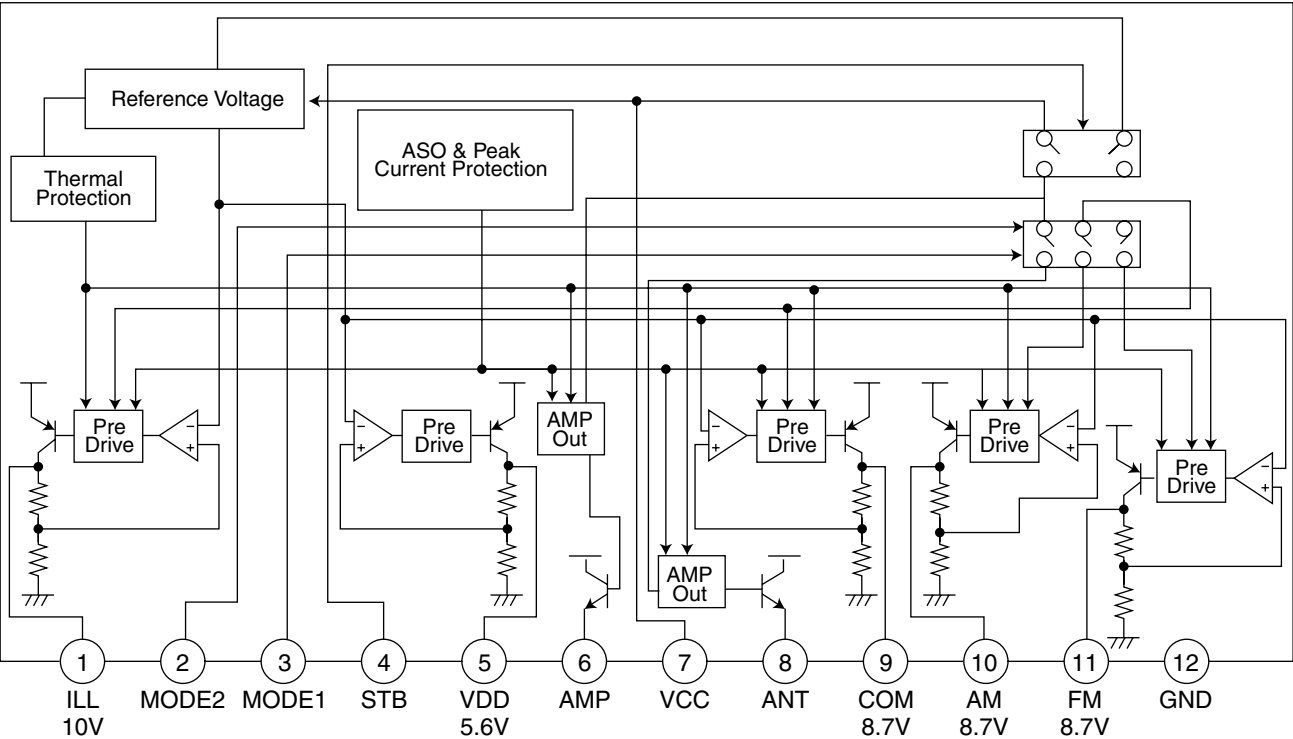 Reference Voltage
ASO & Peak
Current Protection
Thermal
Protection
Pre
Drive
−
+
−
+
Pre
Drive
AMP
Out
−
+
Pre
Drive
Pre
Drive
−
+
Pre
Drive
−
+
AMP
Out
1
2
3
4
5
6
7
8
9
10
11
12
ILL
MODE2
MODE1
STB
VDD
AMP
VCC
ANT
COM
AM
FM
GND
10V
5.6V
8.7V
8.7V
8.7V